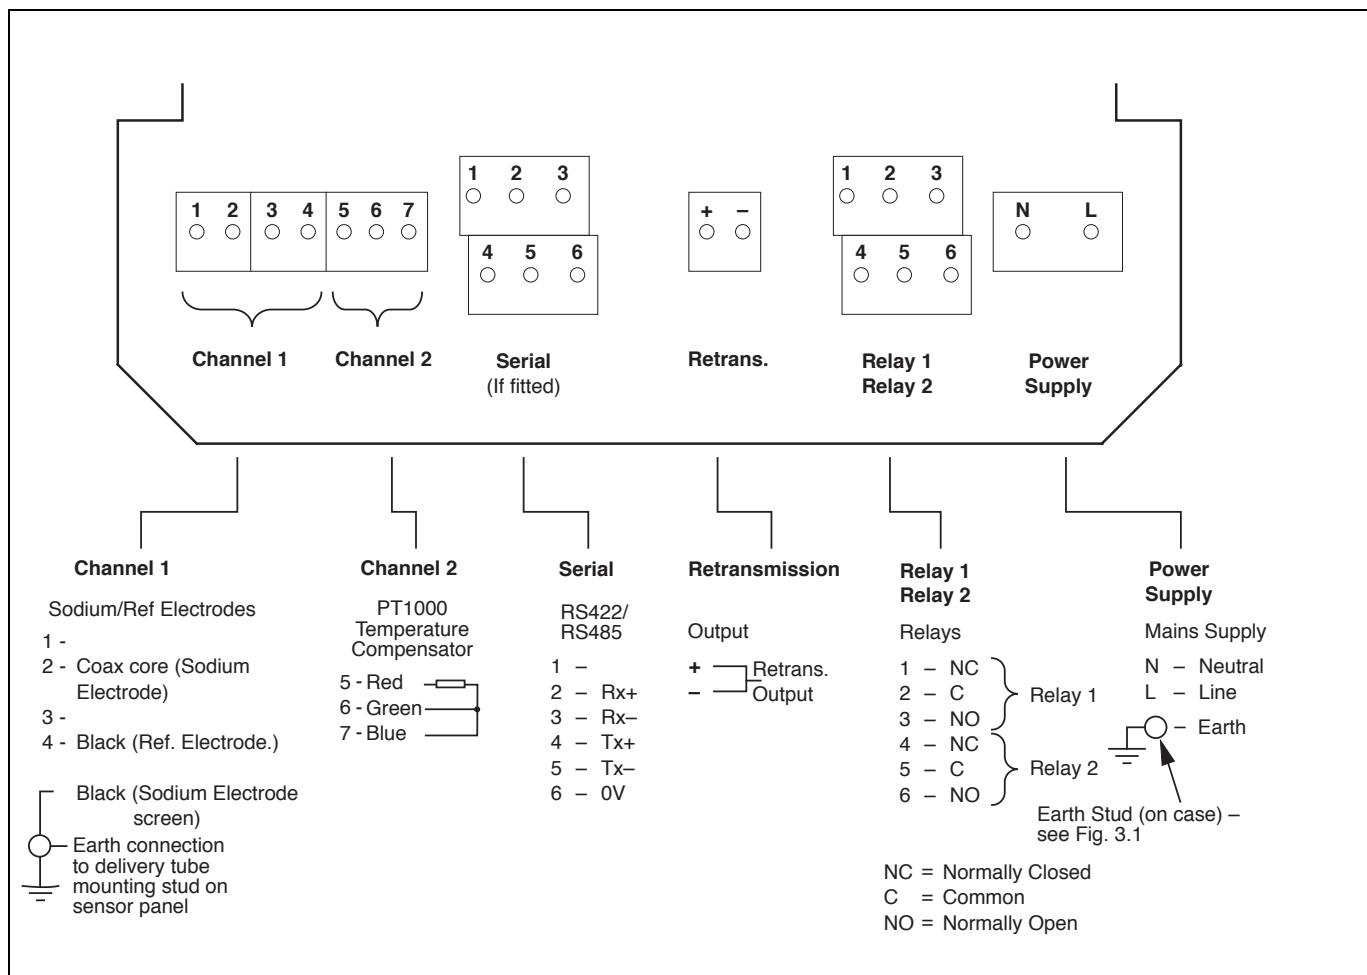 1 2 3 4 5 6 7
1 2 3
4 5 6
+ –
1 2 3
4 5 6
N L
Channel 1
Channel 2
Serial
(If fitted)
Retrans.
Relay 1
Relay 2
Power
Supply
Channel 1
Sodium/Ref Electrodes
1 -
2 - Coax core (Sodium
Electrode)
3 -
4 - Black (Ref. Electrode.)
Black (Sodium Electrode
screen)
Earth connection
to delivery tube
mounting stud on
sensor panel
Channel 2
PT1000
Temperature
Compensator
5 - Red
6 - Green
7 - Blue
Serial
RS422/
RS485
1 –
2 – Rx+
3 – Rx–
4 – Tx+
5 – Tx–
6 – 0V
Retransmission
Output
+ Retrans.
– Output
Relay 1
Relay 2
Relays
1 – NC
2 – C
3 – NO
Relay 1
4 – NC
5 – C
6 – NO
Relay 2
NC = Normally Closed
C = Common
NO = Normally Open
Power
Supply
Mains Supply
N – Neutral
L – Line
– Earth
Earth Stud (on case) –
see Fig. 3.1